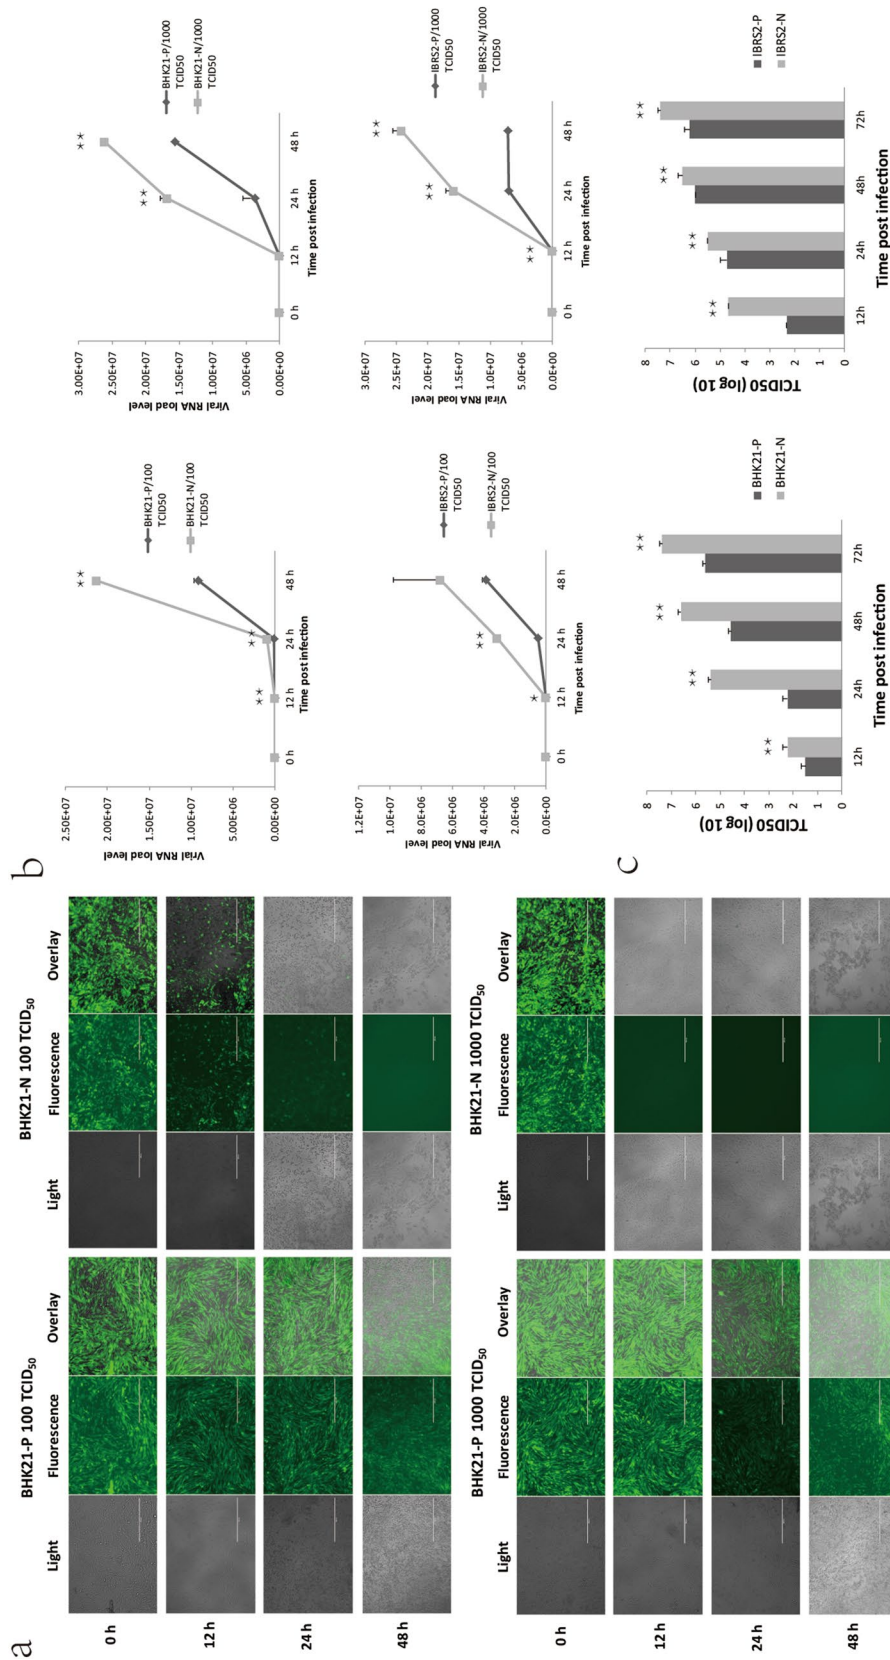 a
BHK21-P 100 TCID50
BHK21-N 100 TCID50
Light Fluorescence Overlay Light Fluorescence Overlay
0 h
12 h
24 h
48 h
BHK21-P 1000 TCID50
BHK21-N 1000 TCID50
Light Fluorescence Overlay Light Fluorescence Overlay
0 h
12 h
24 h
48 h
b
Vrial RNA load level
2.50E+07
2.00E+07
1.50E+07
1.00E+07
5.00E+06
0.00E+00
0 h 12 h 24 h 48 h
Time post infection
BHK21-P/100
TCID50
BHK21-N/100
TCID50
Viral RNA load level
3.00E+07
2.50E+07
2.00E+07
1.50E+07
1.00E+07
5.00E+06
0.00E+00
0 h 12 h 24 h 48 h
Time post infection
BHK21-P/1000
TCID50
BHK21-N/1000
TCID50
Viral RNA load level
1.2E+07
1.0E+07
8.0E+06
6.0E+06
4.0E+06
2.0E+06
0.0E+00
0 h 12 h 24 h 48 h
Time post infection
IBRS2-P/100
TCID50
IBRS2-N/100
TCID50
Viral RNA load level
3.0E+07
2.5E+07
2.0E+07
1.5E+07
1.0E+07
5.0E+06
0.0E+00
0 h 12 h 24 h 48 h
Time post infection
IBRS2-P/1000
TCID50
IBRS2-N/1000
TCID50
c
TCID50 (log 10)
8
7
6
5
4
3
2
1
0
12h 24h 48h 72h
Time post infection
BHK21-P
BHK21-N
TCID50 (log 10)
8
7
6
5
4
3
2
1
0
12h 24h 48h 72h
Time post infection
IBRS2-P
IBRS2-N